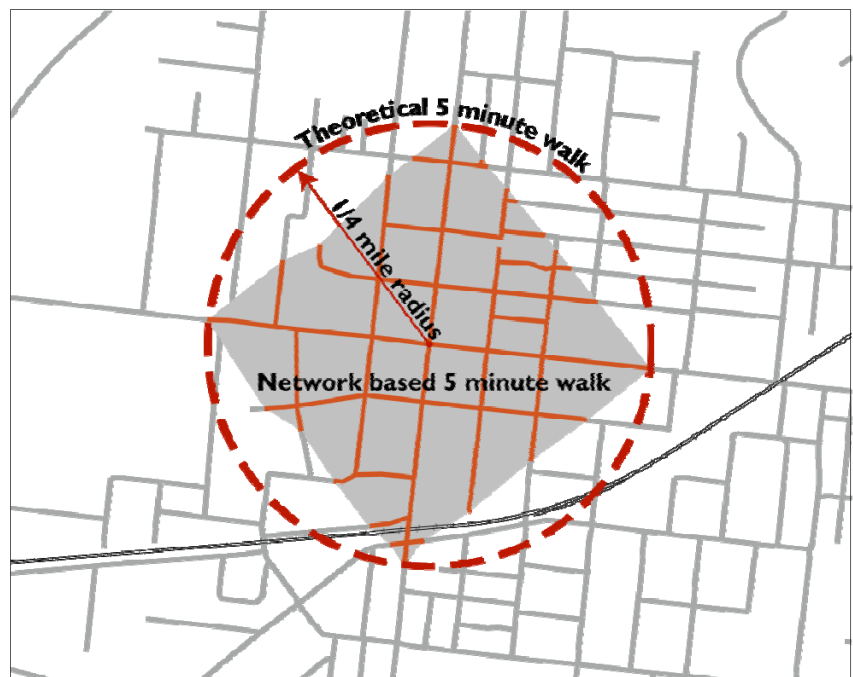 Theoretical 5 minute walk
1/4 mile radius
Network based 5 minute walk